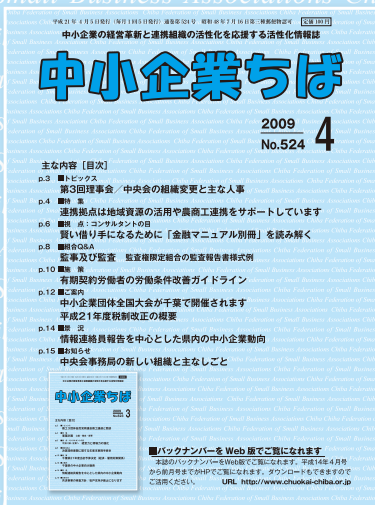 平成21年 4月5日発行(毎月1回5日発行)通巻第524号 昭和48年7月16日第三種郵便物認可 定価 100円
中小企業の経営革新と連携組織の活性化を応援する活性化情報誌
中小企業ちば
2009
No.524 4
主な内容[目次]
p.3 ■トピックス
第3回理事会/中央会の組織変更と主な人事
p.4 ■特 集
連携拠点は地域資源の活用や農商工連携をサポートしています
p.6 ■視 点:コンサルタントの目
賢い借り手になるために「金融マニュアル別冊」を読み解く
p.8 ■組合Q&A
監事及び監査 監査権限定組合の監査報告書様式例
p.10 ■施 策
有期契約労働者の労働条件改善ガイドライン
p.12 ■ご案内
中小企業団体全国大会が千葉で開催されます
平成21年度税制改正の概要
p.14 ■景 況
情報連絡員報告を中心とした県内の中小企業動向
p.15 ■お知らせ
中央会事務局の新しい組織と主なしごと
中小企業ちば
3
■バックナンバーを Web 版でご覧になれます
本誌のバックナンバーをWeb版でご覧になれます。平成14年4月号
から前月号までがHPでご覧になれます。ダウンロードもできますので
ご活用ください。 URL http://www.chuokai-chiba.or.jp